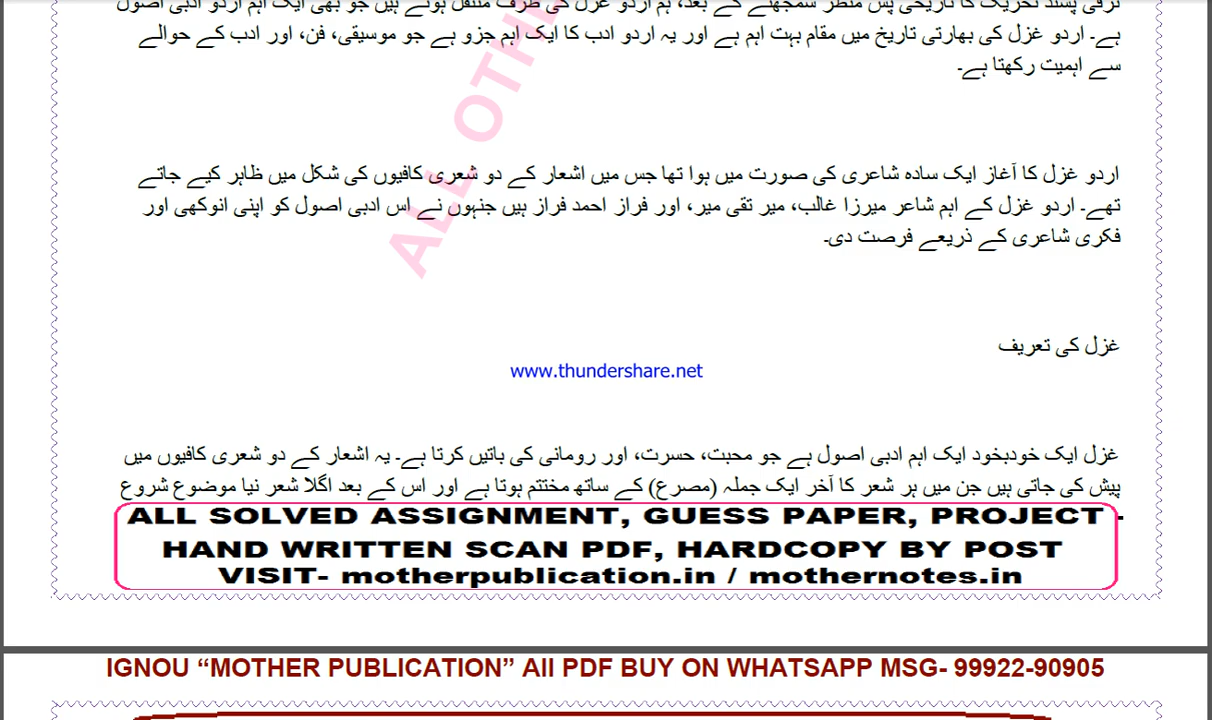 ترقی پسند تحریک کا تاریخی پس منظر سمجھنے کے بعد، ہم اردو غزل کی طرف منتقل ہوتے ہیں جو بھی ایک اہم اردو ادبی اصول
ہے۔ اردو غزل کی بھارتی تاریخ میں مقام بہت اہم ہے اور یہ اردو ادب کا ایک اہم جزو ہے جو موسیقی، فن، اور ادب کے حوالے
سے اہمیت رکھتا ہے۔
ALL OTHE
اردو غزل کا آغاز ایک سادہ شاعری کی صورت میں ہوا تھا جس میں اشعار کے دو شعری کافیوں کی شکل میں ظاہر کیے جاتے
تھے۔ اردو غزل کے اہم شاعر میرزا غالب، میر تقی میر، اور فراز احمد فراز ہیں جنہوں نے اس ادبی اصول کو اپنی انوکھی اور
فکری شاعری کے ذریعے فرصت دی۔
غزل کی تعریف
www.thundershare.net
غزل ایک خودبخود ایک اہم ادبی اصول ہے جو محبت، حسرت، اور رومانی کی باتیں کرتا ہے۔ یہ اشعار کے دو شعری کافیوں میں
پیش کی جاتی ہیں جن میں ہر شعر کا آخر ایک جملہ (مصرع) کے ساتھ مختتم ہوتا ہے اور اس کے بعد اگلا شعر نیا موضوع شروع
ALL SOLVED ASSIGNMENT, GUESS PAPER, PROJECT -
HAND WRITTEN SCAN PDF, HARDCOPY BY POST
VISIT- motherpublication.in / mothernotes.in
IGNOU “MOTHER PUBLICATION” All PDF BUY ON WHATSAPP MSG- 99922-90905